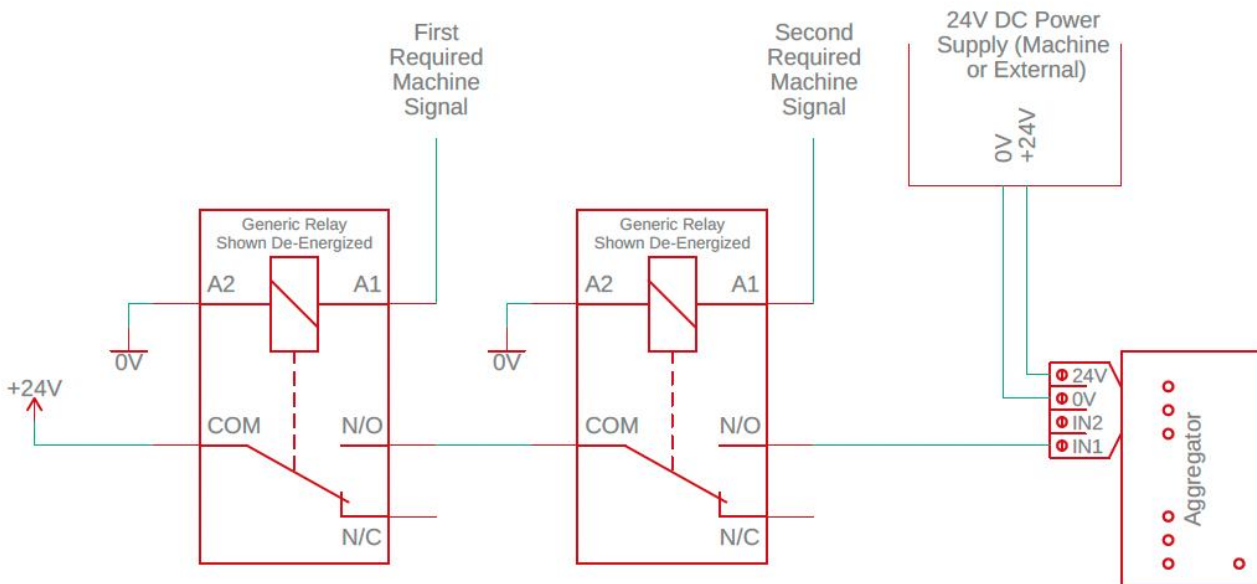 First
Required
Machine
Signal
Second
Required
Machine
Signal
24V DC Power
Supply (Machine
or External)
0V
+24V
Generic Relay
Shown De-Energized
A2
A1
0V
+24V
COM
N/O
N/C
Generic Relay
Shown De-Energized
A2
A1
0V
COM
N/O
N/C
24V
0V
IN2
IN1
Aggregator